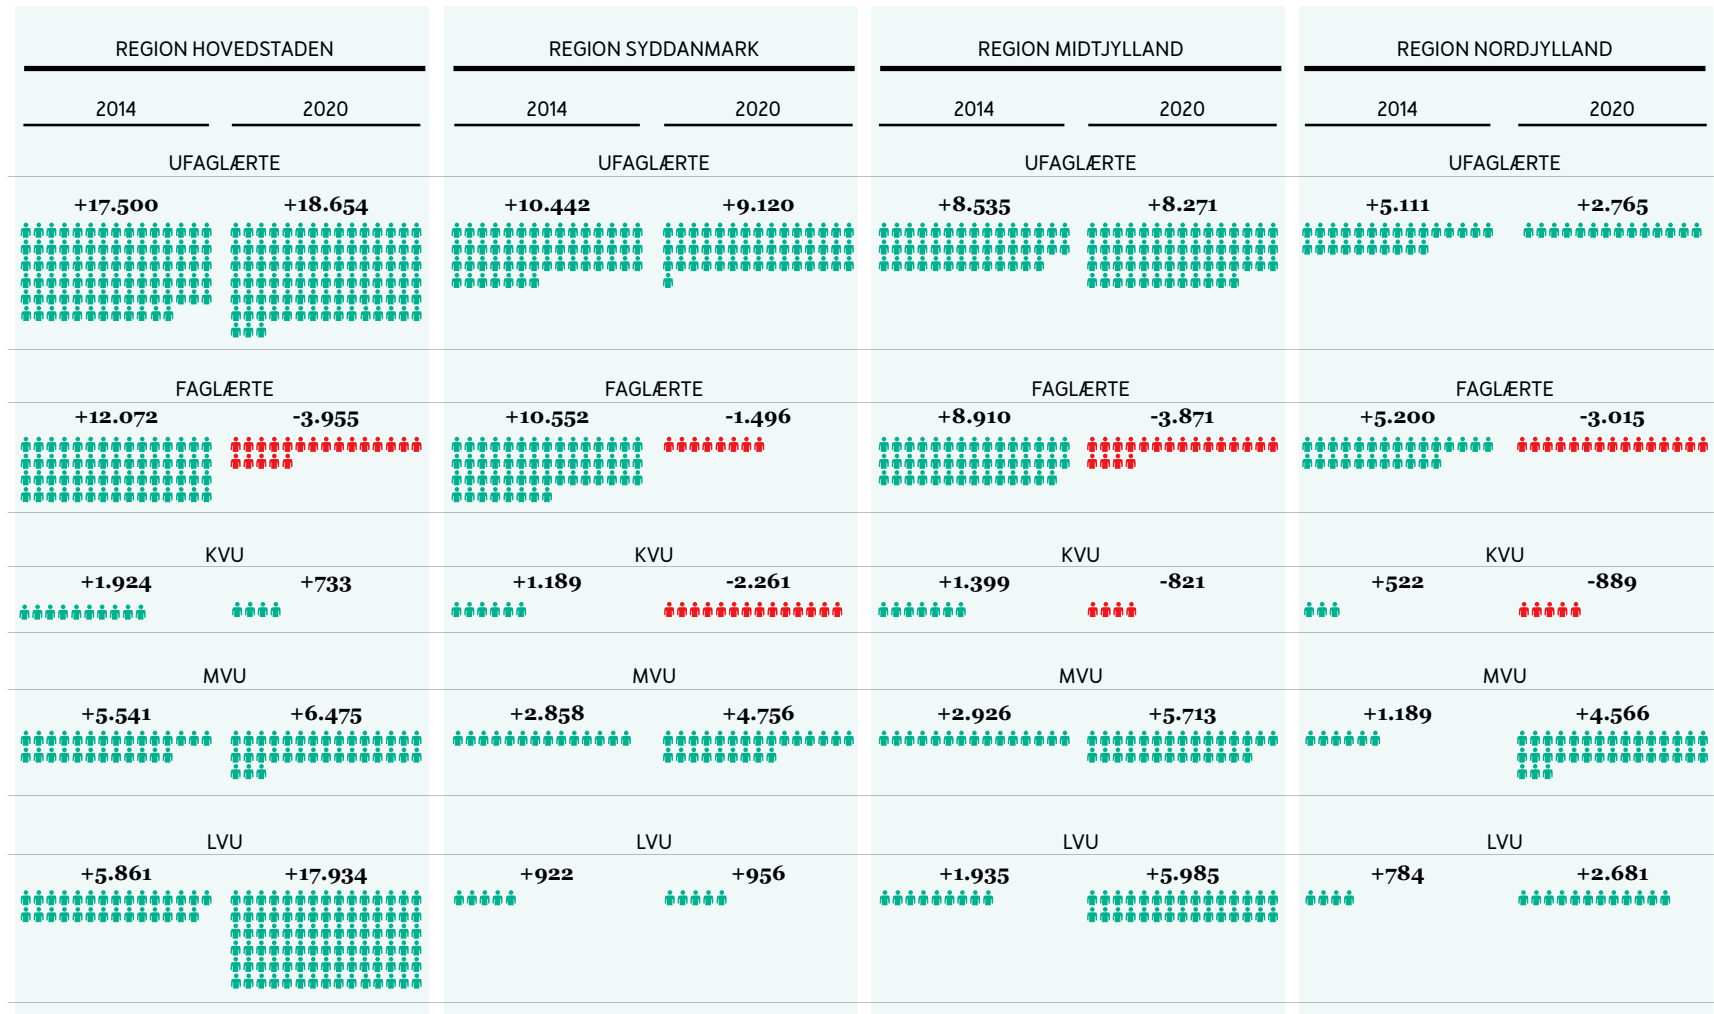 REGION HOVEDSTADEN REGION SYDDANMARK REGION MIDTJYLLAND REGION NORDJYLLAND
2014 2020 2014 2020 2014 2020 2014 2020
UFAGLÆRTE UFAGLÆRTE UFAGLÆRTE UFAGLÆRTE
+17.500 +18.654 +10.442 +9.120 +8.535 +8.271 +5.111 +2.765
FAGLÆRTE FAGLÆRTE FAGLÆRTE FAGLÆRTE
+12.072 -3.955 +10.552 -1.496 +8.910 -3.871 +5.200 -3.015
KVU KVU KVU KVU
+1.924 +733 +1.189 -2.261 +1.399 -821 +522 -889
MVU MVU MVU MVU
+5.541 +6.475 +2.858 +4.756 +2.926 +5.713 +1.189 +4.566
LVU LVU LVU LVU
+5.861 +17.934 +922 +956 +1.935 +5.985 +784 +2.681